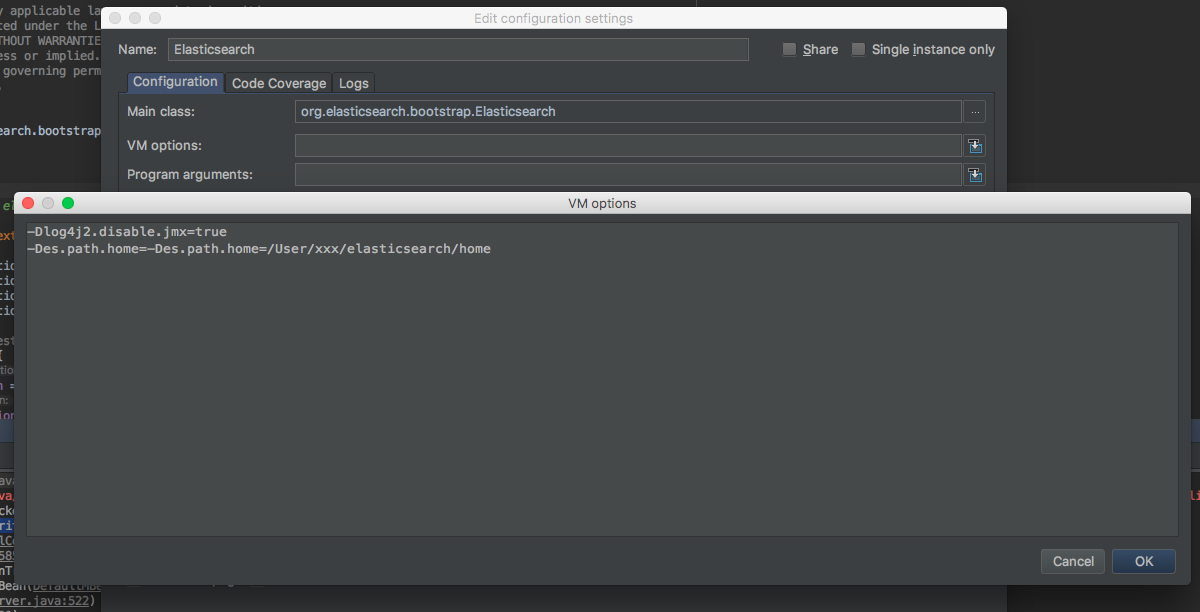 y applicable la
ted under the L
THOUT WARRANTIE
ess or implied.
governing perm
Edit configuration settings
Name: Elasticsearch Share Single instance only
Configuration Code Coverage Logs
Main class: org.elasticsearch.bootstrap.Elasticsearch ...
earch.bootstrap
VM options:
Program arguments:
VM options
-Dlog4j2.disable.jmx=true
-Des.path.home=-Des.path.home=/User/xxx/elasticsearch/home
Cancel OK
rver.java:522)